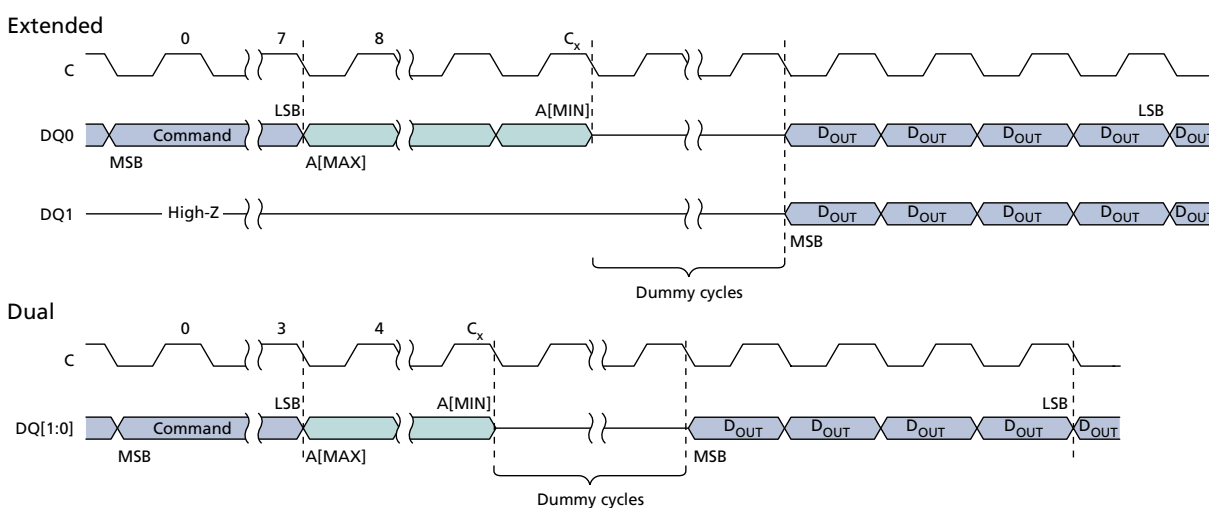 Extended
0 7 8 Cx
C
LSB A[MIN] LSB
DQ0 Command DOUT DOUT DOUT DOUT DOU
MSB A[MAX]
DQ1 High-Z DOUT DOUT DOUT DOUT DOU
MSB
Dummy cycles
Dual
0 3 4 Cx
C
LSB A[MIN] LSB
DQ[1:0] Command DOUT DOUT DOUT DOUT DOUT
MSB A[MAX] MSB
Dummy cycles